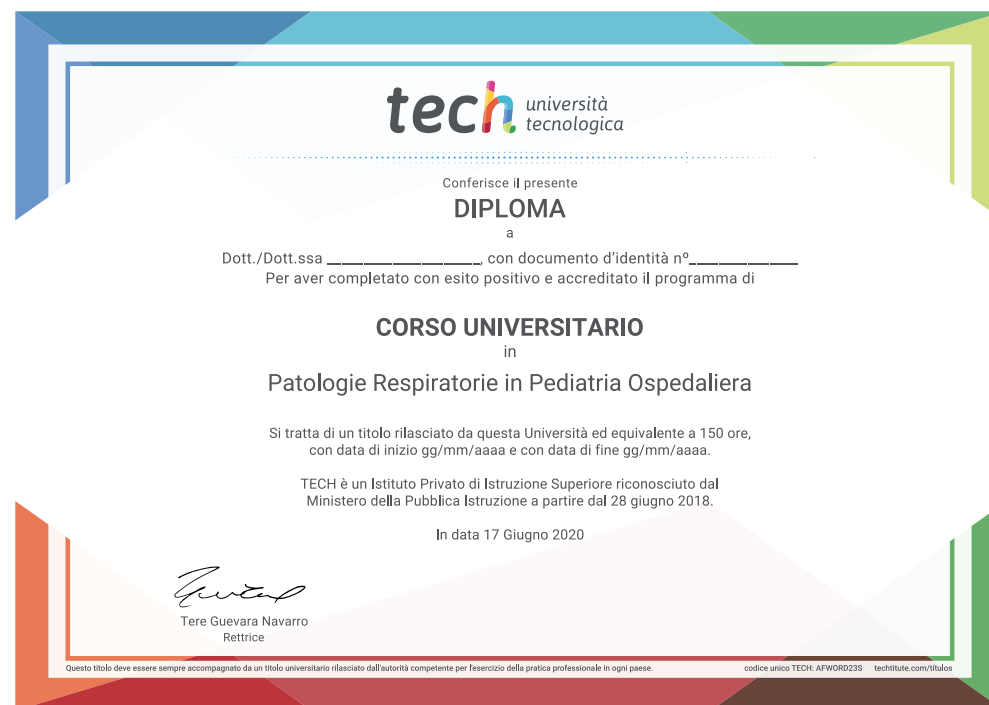 tech università
tecnologica
Conferisce il presente
DIPLOMA
a
Dott./Dott.ssa ____________________, con documento d'identità nº______________
Per aver completato con esito positivo e accreditato il programma di
CORSO UNIVERSITARIO
in
Patologie Respiratorie in Pediatria Ospedaliera
Si tratta di un titolo rilasciato da questa Università ed equivalente a 150 ore,
con data di inizio gg/mm/aaaa e con data di fine gg/mm/aaaa.
TECH è un Istituto Privato di Istruzione Superiore riconosciuto dal
Ministero della Pubblica Istruzione a partire dal 28 giugno 2018.
In data 17 Giugno 2020
Tere Guevara Navarro
Rettrice
Questo titolo deve essere sempre accompagnato da un titolo universitario rilasciato dall'autorità competente per l'esercizio della pratica professionale in ogni paese. codice unico TECH: AFWORD23S techtitute.com/títulos